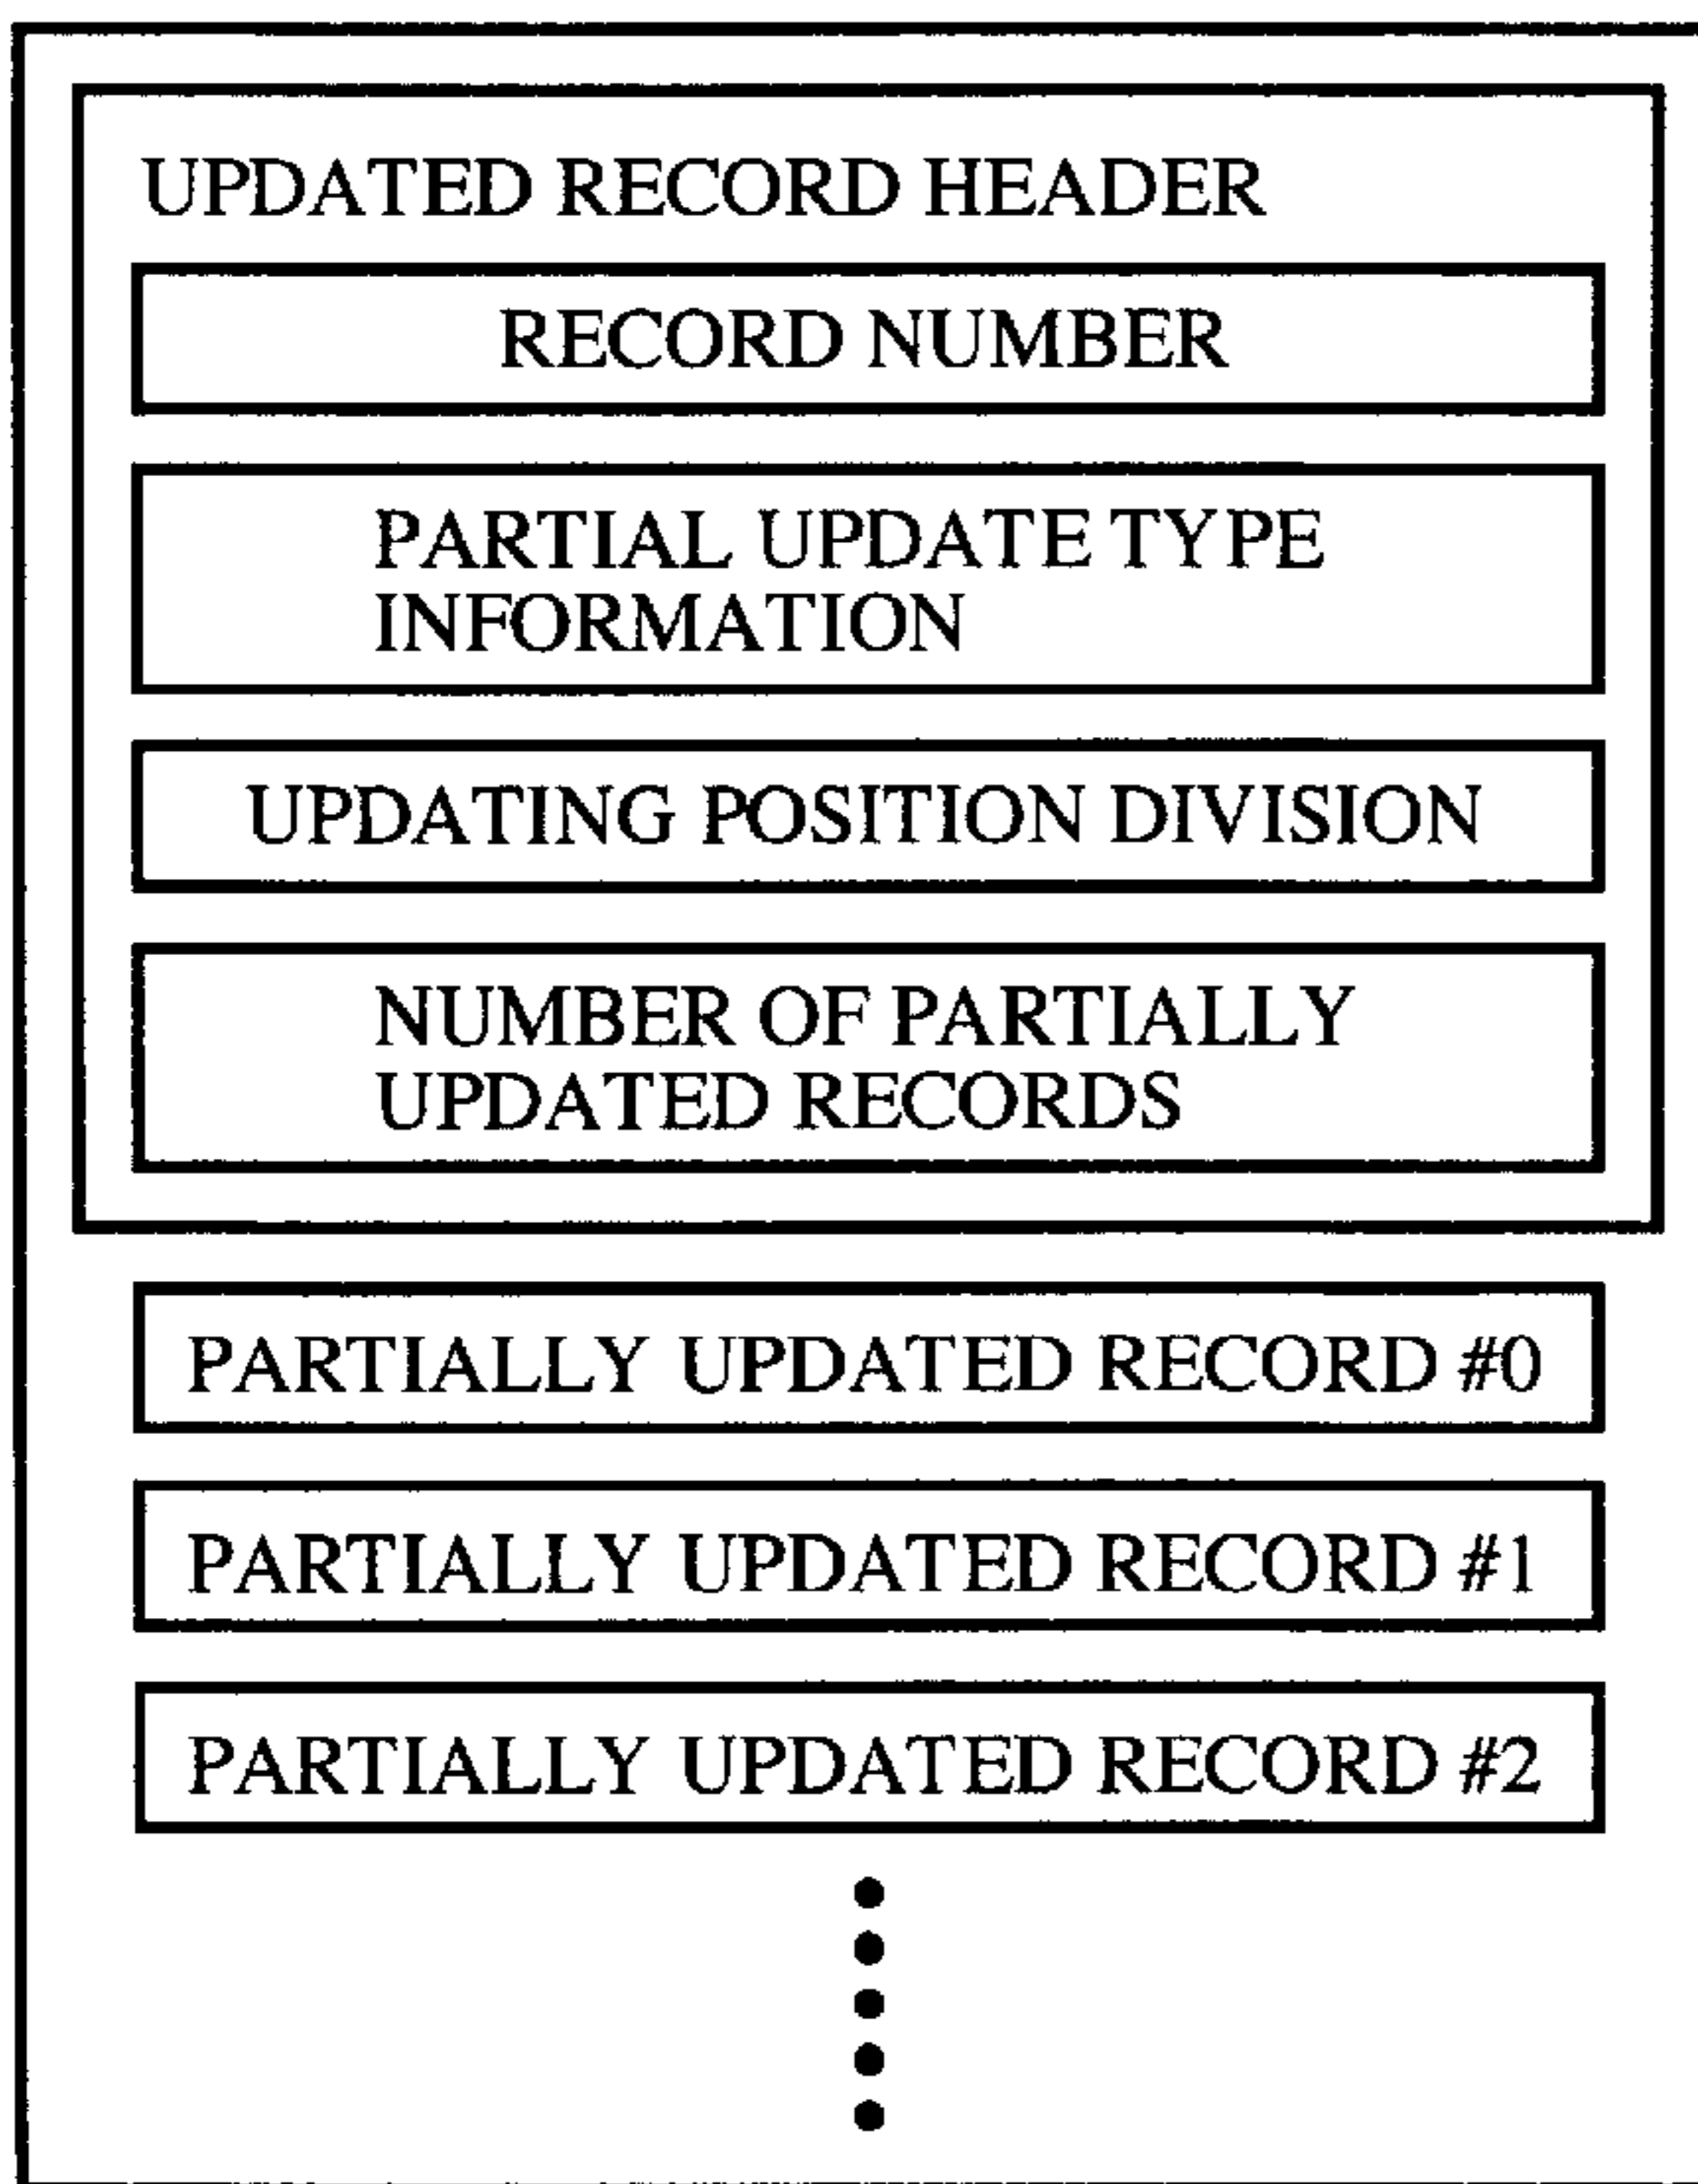 UPDATED RECORD HEADER
RECORD NUMBER
PARTIAL UPDATE TYPE
INFORMATION
UPDATING POSITION DIVISION
NUMBER OF PARTIALLY
UPDATED RECORDS
PARTIALLY UPDATED RECORD #0
PARTIALLY UPDATED RECORD #1
PARTIALLY UPDATED RECORD #2